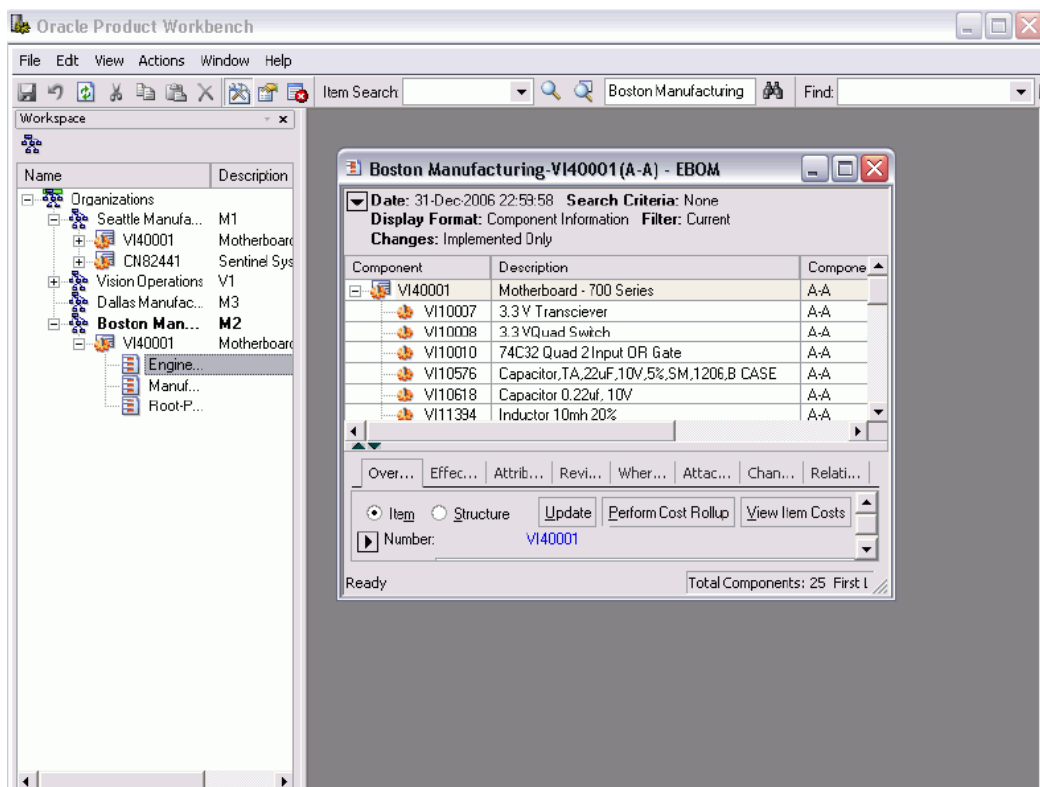 Oracle Product Workbench
File Edt View Actions Window Help
Item Search Boston Manufacturing Find:
Workspace
Name Description
Organizations
Seattle Manufa... M1
VI40001 Motherboard
CN82441 Sentinel Sys
Vision Operations V1
Dallas Manufac... M3
Boston Man... M2
VI40001 Motherboard
Engine...
Manuf...
Root-P...
Boston Manufacturing-VI40001 (A-A) - EBOM
Date: 31-Dec-2006 22:59:58 Search Criteria: None
Display Format: Component Information Filter: Current
Changes: Implemented Only
Component Description Compone
VI40001 Motherboard - 700 Series A-A
VI10007 3.3 V Transciever A-A
VI10008 3.3 VQuad Switch A-A
VI10010 74C32 Quad 2 Input OR Gate A-A
VI10576 Capacitor,TA,22uF,10V,5%,SM,1206,B CASE A-A
VI10618 Capacitor 0.22uf, 10V A-A
VI11394 Inductor 10mh 20% A-A
Over... Effec... Attrib... Revi... Wher... Attac... Chan... Relati...
Item Structure Update Perform Cost Rollup View Item Costs
Number: VI40001
Ready Total Components: 25 First L